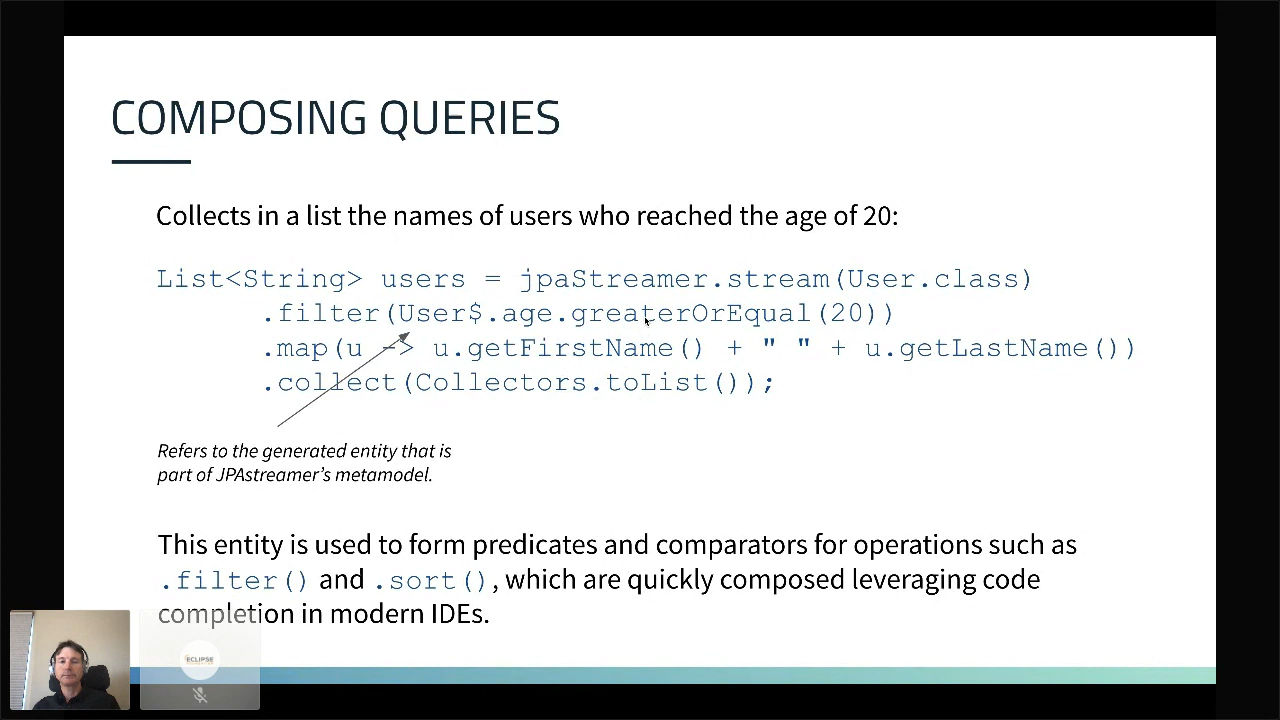 COMPOSING QUERIES
Collects in a list the names of users who reached the age of 20:
List<String> users = jpaStreamer.stream(User.class)
.filter(User$.age.greaterOrEqual(20))
.map(u -> u.getFirstName() + " " + u.getLastName())
.collect(Collectors.toList());
Refers to the generated entity that is
part of JPAstreamer’s metamodel.
This entity is used to form predicates and comparators for operations such as
.filter() and .sort(), which are quickly composed leveraging code
completion in modern IDEs.
ECLIPSE